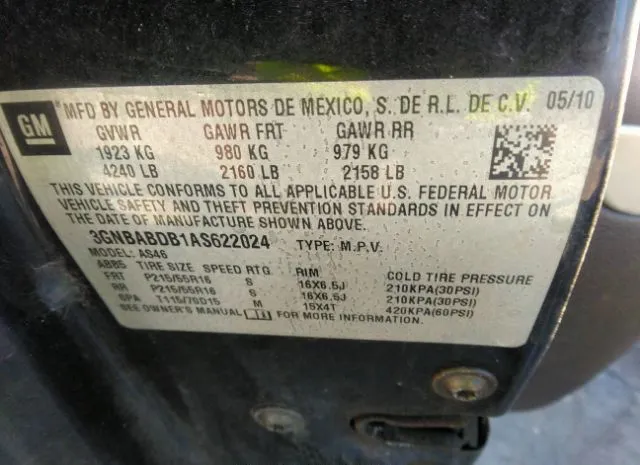 GM
MFD BY GENERAL MOTORS DE MEXICO, S. DE R.L. DE C.V. 05/10
GVWR GAWR FRT GAWR RR
1923 KG 980 KG 979 KG
4240 LB 2160 LB 2158 LB
THIS VEHICLE CONFORMS TO ALL APPLICABLE U.S. FEDERAL MOTOR
VEHICLE SAFETY AND THEFT PREVENTION STANDARDS IN EFFECT ON
THE DATE OF MANUFACTURE SHOWN ABOVE.
3GNBABDB1AS622024 TYPE: M.P.V.
MODEL: AS46
ABBS TIRE SIZE SPEED RTG RIM COLD TIRE PRESSURE
FRT P215/55R16 S 16X6.5J 210KPA(30PSI)
RR P215/55R16 S 16X6.5J 210KPA(30PSI)
SPA T115/70D15 M 15X4T 420KPA(60PSI)
SEE OWNER'S MANUAL FOR MORE INFORMATION.